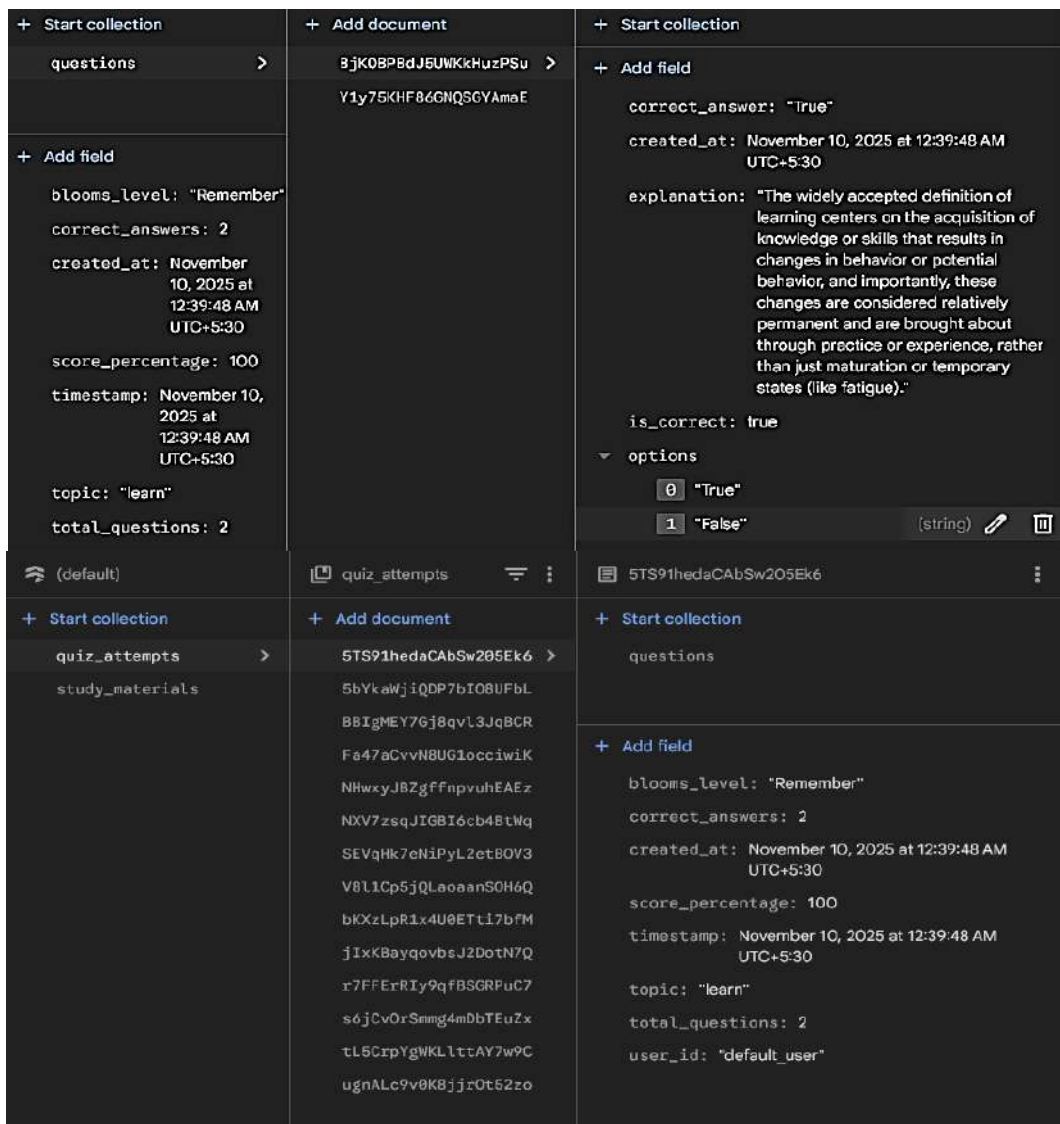 + Start collection
questions
+ Add field
blooms_level: "Remember"
correct_answers: 2
created_at: November
10, 2025 at
12:39:48 AM
UTC+5:30
score_percentage: 100
timestamp: November 10,
2025 at
12:39:48 AM
UTC+5:30
topic: "learn"
total_questions: 2
+ Add document
Y1y75KHF86GNQSGYAmaE
+ Start collection
+ Add field
correct_answer: "True"
created_at: November 10, 2025 at 12:39:48 AM
UTC+5:30
explanation: "The widely accepted definition of
learning centers on the acquisition of
knowledge or skills that results in
changes in behavior or potential
behavior, and importantly, these
changes are considered relatively
permanent and are brought about
through practice or experience, rather
than just maturation or temporary
states (like fatigue)."
is_correct: true
options
0 "True"
1 "False" (string)
(default)
+ Start collection
quiz_attempts
study_materials
quiz_attempts
+ Add document
5TS91hedaCAbSw205Ek6
5bYkaWjiQDP7bIO8UFbL
BBIgMEY7Gj8qvl3JqBCR
Fa47aCvvN8UG1occiwiK
NHwxyJBZgffnpvuhEAEz
NXV7zsqJIGBI6cb4BtWq
SEVqHk7eNiPyL2etBOV3
V8l1Cp5jQLaoaanSOH6Q
bKXzLpR1x4U0ETti7bfM
jIxKBayqovbsJ2DotN7Q
r7FFErRIy9qfBSGRPuC7
s6jCvOrSmmg4mDbTEuZx
tL5CrpYgWKLlttAY7w9C
ugnALc9v0K8jjrOt52zo
5TS91hedaCAbSw2O5Ek6
+ Start collection
questions
+ Add field
blooms_level: "Remember"
correct_answers: 2
created_at: November 10, 2025 at 12:39:48 AM
UTC+5:30
score_percentage: 100
timestamp: November 10, 2025 at 12:39:48 AM
UTC+5:30
topic: "learn"
total_questions: 2
user_id: "default_user"